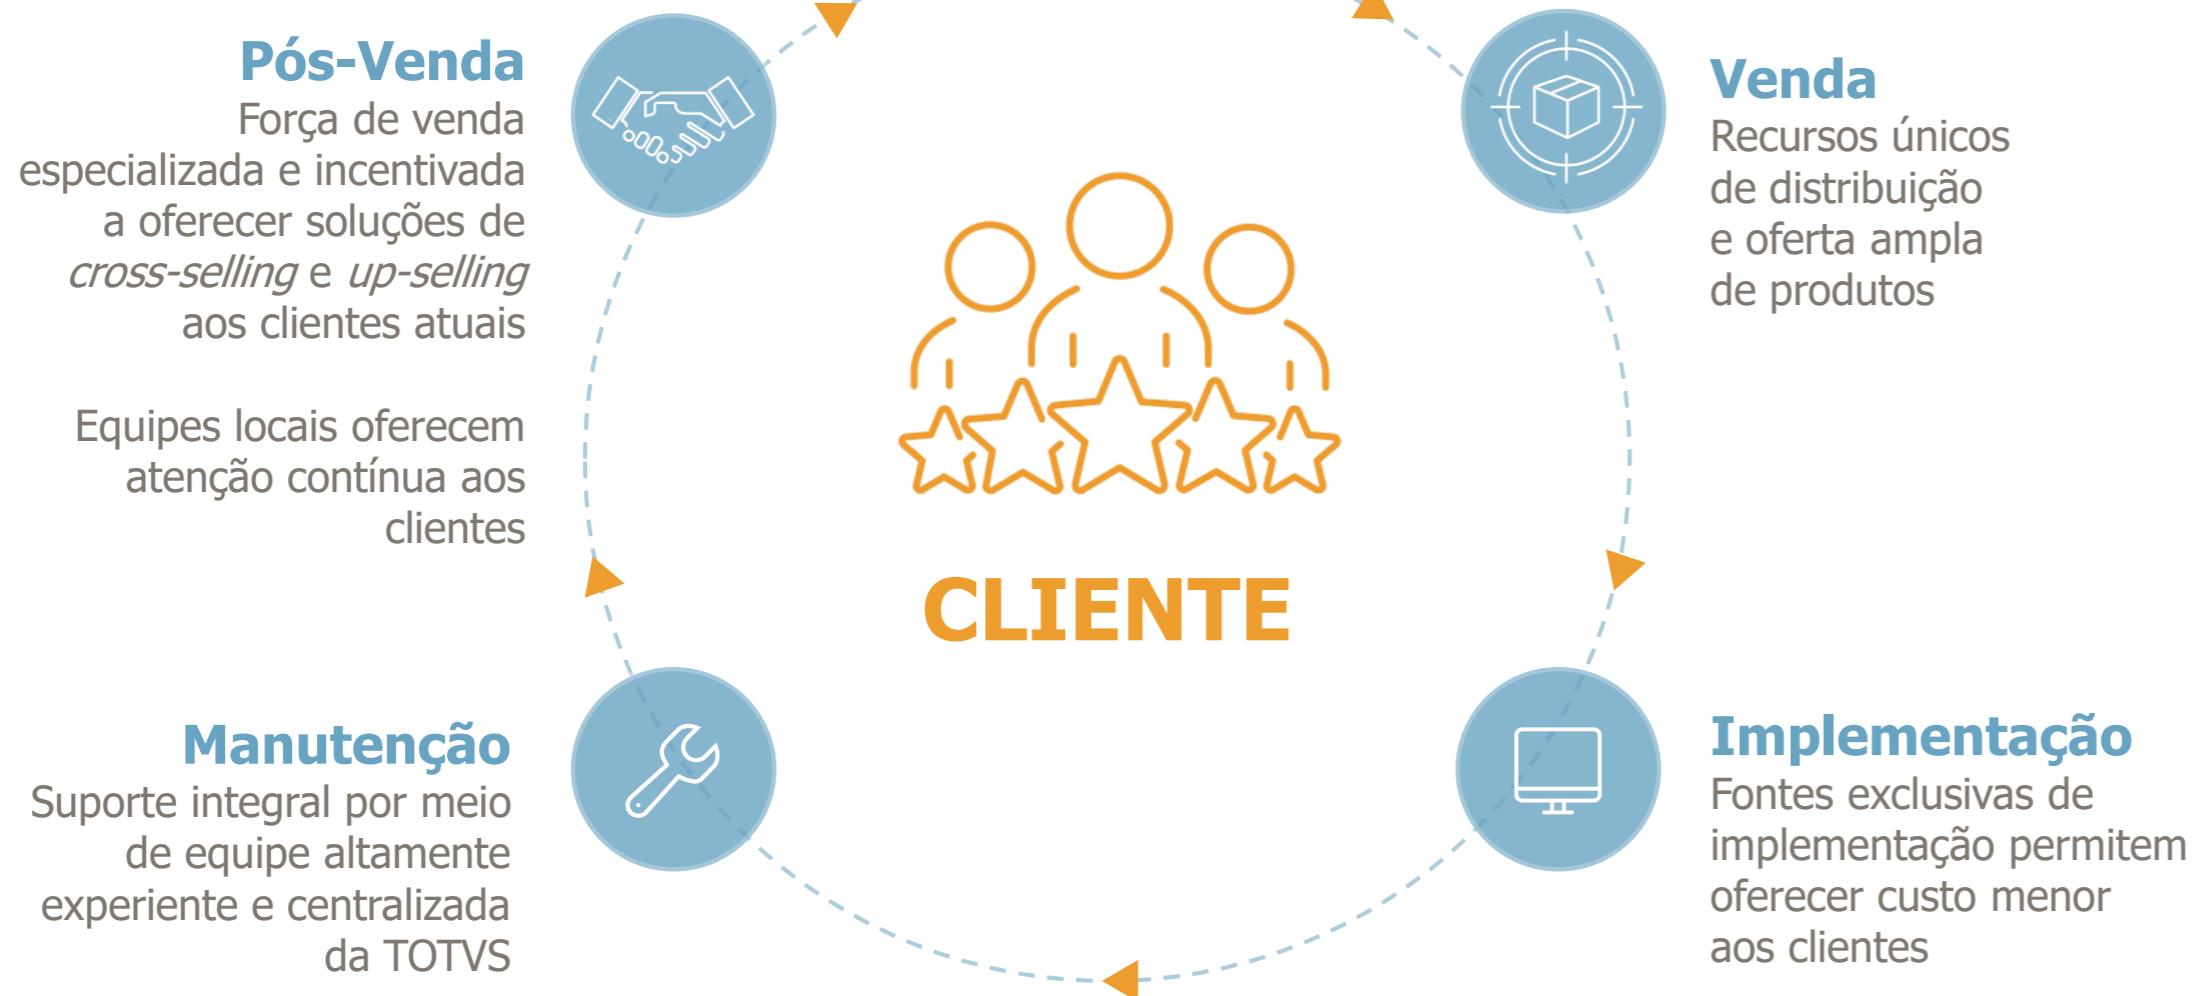 Pós-Venda
Força de venda
especializada e incentivada
a oferecer soluções de
cross-selling e up-selling
aos clientes atuais
Equipes locais oferecem
atenção contínua aos
clientes
Venda
Recursos únicos
de distribuição
e oferta ampla
de produtos
CLIENTE
Manutenção
Suporte integral por meio
de equipe altamente
experiente e centralizada
da TOTVS
Implementação
Fontes exclusivas de
implementação permitem
oferecer custo menor
aos clientes